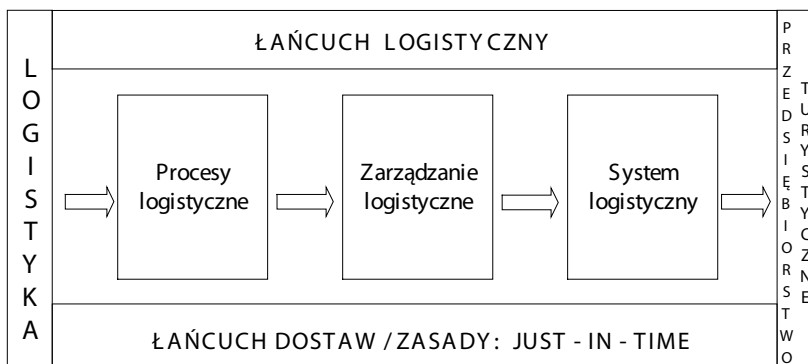 LOGISTYKA
ŁAŃCUCH LOGISTYCZNY
Procesy
logistyczne
Zarządzanie
logistyczne
System
logistyczny
ŁAŃCUCH DOSTAW / ZASADY: JUST - IN - TIME
PRZEDSIĘBIORSTWO
TURYSTYCZNE